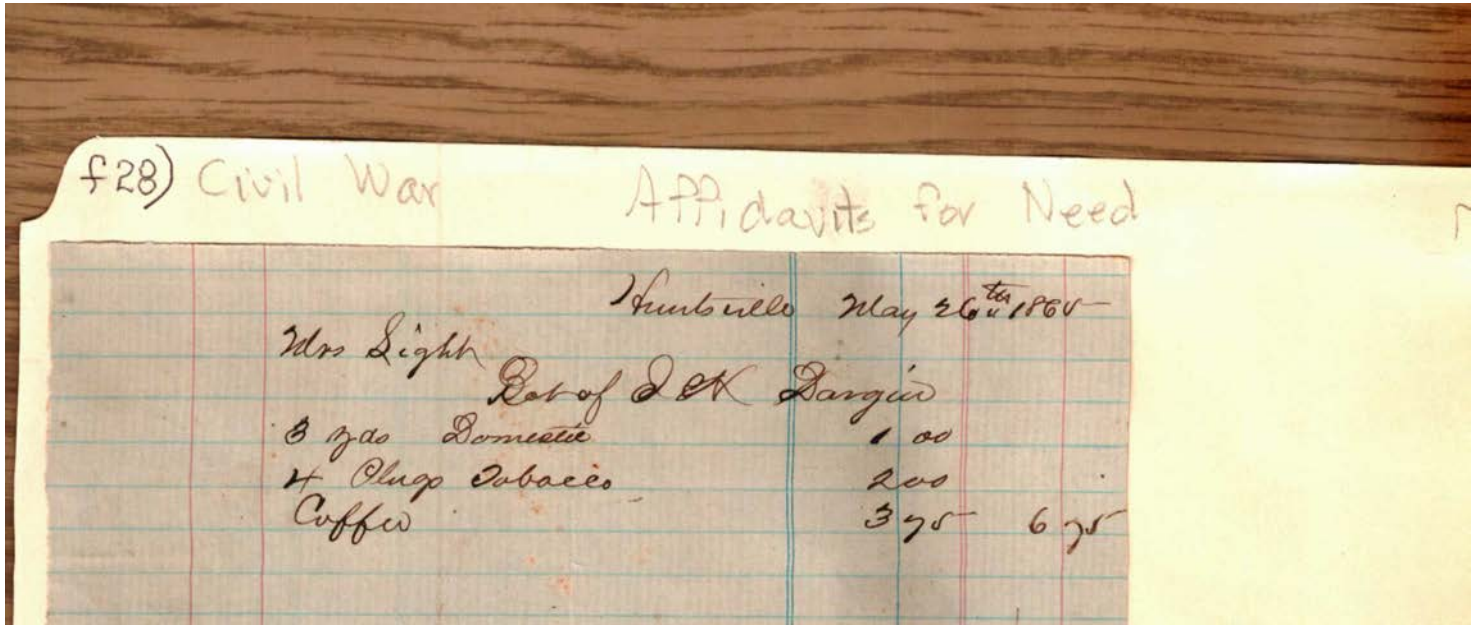 f28) Civil War Affidavits for Need
Huntsville May 26th 1865
Mrs Light
Bot of J K Dargin
3 yds Domestic 1 00
4 Plugs Tobacco 2 00
Coffee 3 75 6 75